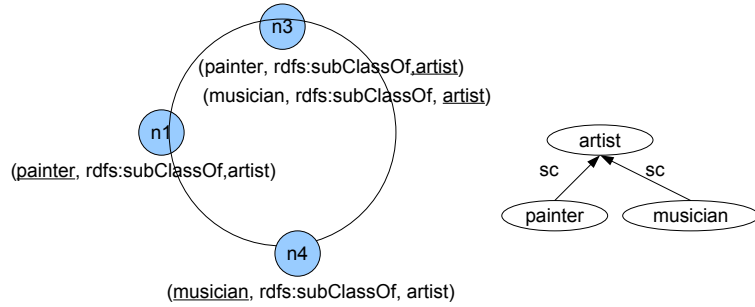 n3
(painter, rdfs:subClassOf,artist)
(musician, rdfs:subClassOf, artist)
n1
(painter, rdfs:subClassOf,artist)
n4
(musician, rdfs:subClassOf, artist)
artist
sc sc
painter musician